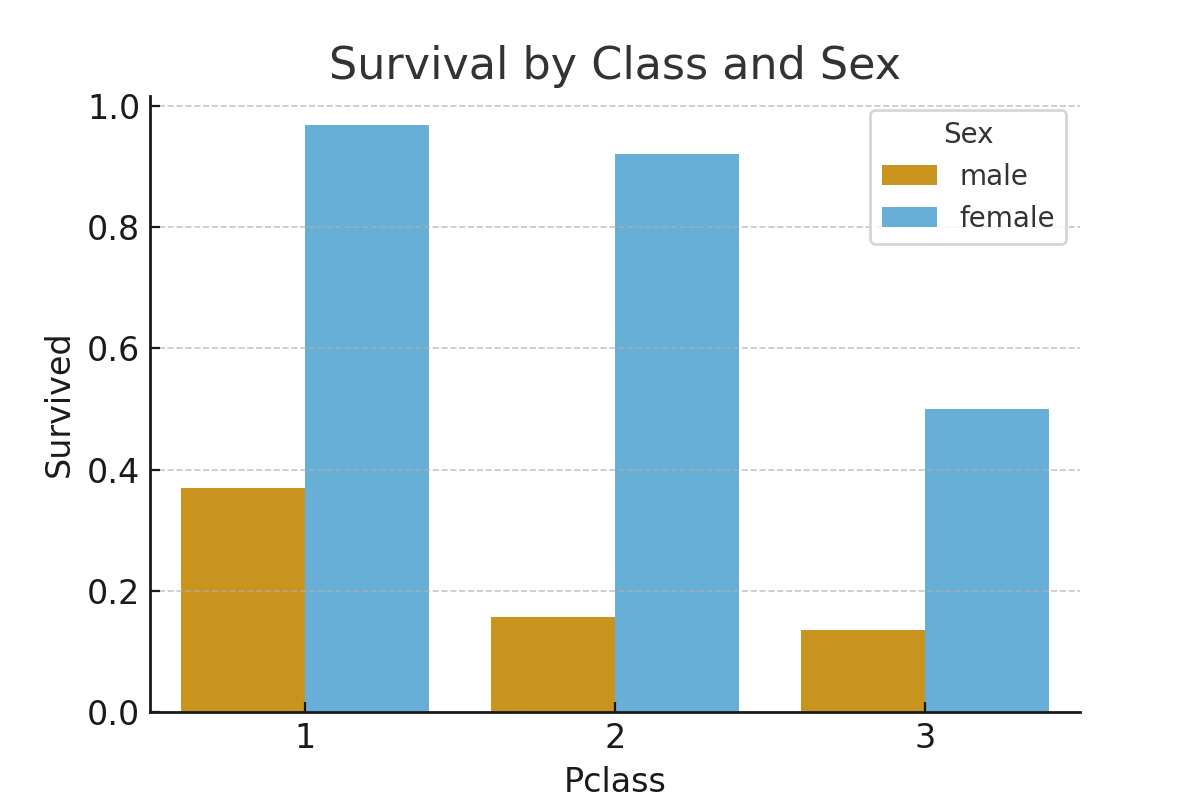 Survival by Class and Sex
1.0
0.8
0.6
0.4
0.2
0.0
Survived
Sex
male
female
1 2 3
Pclass